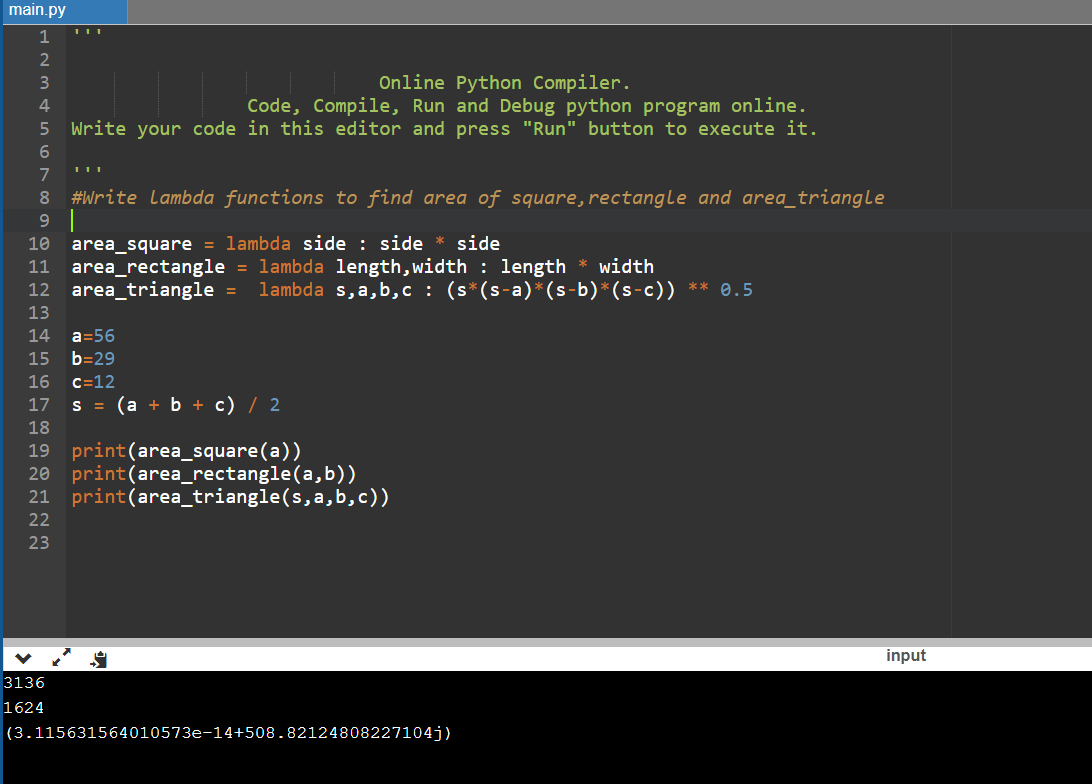 main.py
1 '''
2
3 Online Python Compiler.
4 Code, Compile, Run and Debug python program online.
5 Write your code in this editor and press "Run" button to execute it.
6
7 '''
8 #Write lambda functions to find area of square,rectangle and area_triangle
9
10 area_square = lambda side : side * side
11 area_rectangle = lambda length,width : length * width
12 area_triangle =  lambda s,a,b,c : (s*(s-a)*(s-b)*(s-c)) ** 0.5
13
14 a=56
15 b=29
16 c=12
17 s = (a + b + c) / 2
18
19 print(area_square(a))
20 print(area_rectangle(a,b))
21 print(area_triangle(s,a,b,c))
22
23
input
3136
1624
(3.115631564010573e-14+508.82124808227104j)